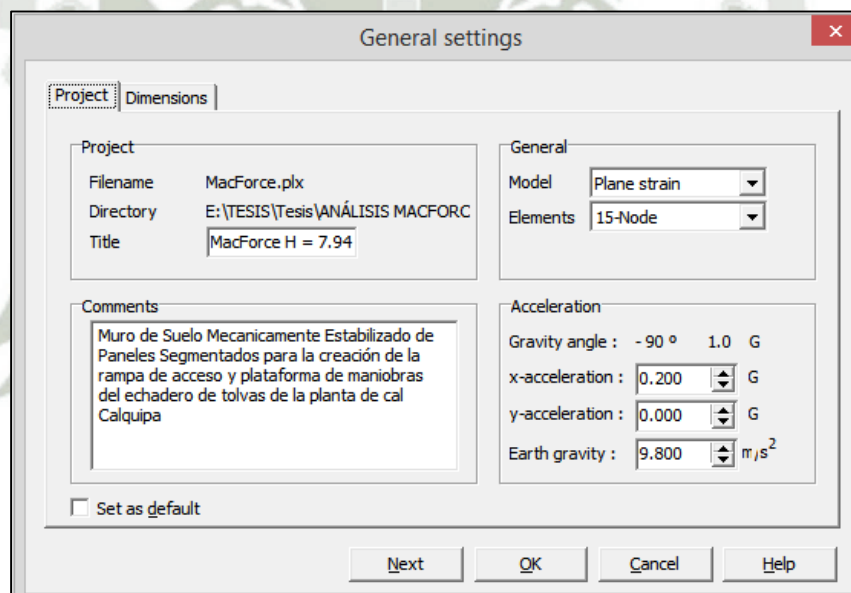 General settings
Project Dimensions
Project
Filename MacForce.plx
Directory E:\TESIS\Tesis\ANÁLISIS MACFORC
Title MacForce H = 7.94
General
Model Plane strain
Elements 15-Node
Comments
Muro de Suelo Mecanicamente Estabilizado de
Paneles Segmentados para la creación de la
rampa de acceso y plataforma de maniobras
del echadero de tolvas de la planta de cal
Calquipa
Acceleration
Gravity angle : - 90 º 1.0 G
x-acceleration : 0.200 G
y-acceleration : 0.000 G
Earth gravity : 9.800 m/s²
Set as default
Next OK Cancel Help